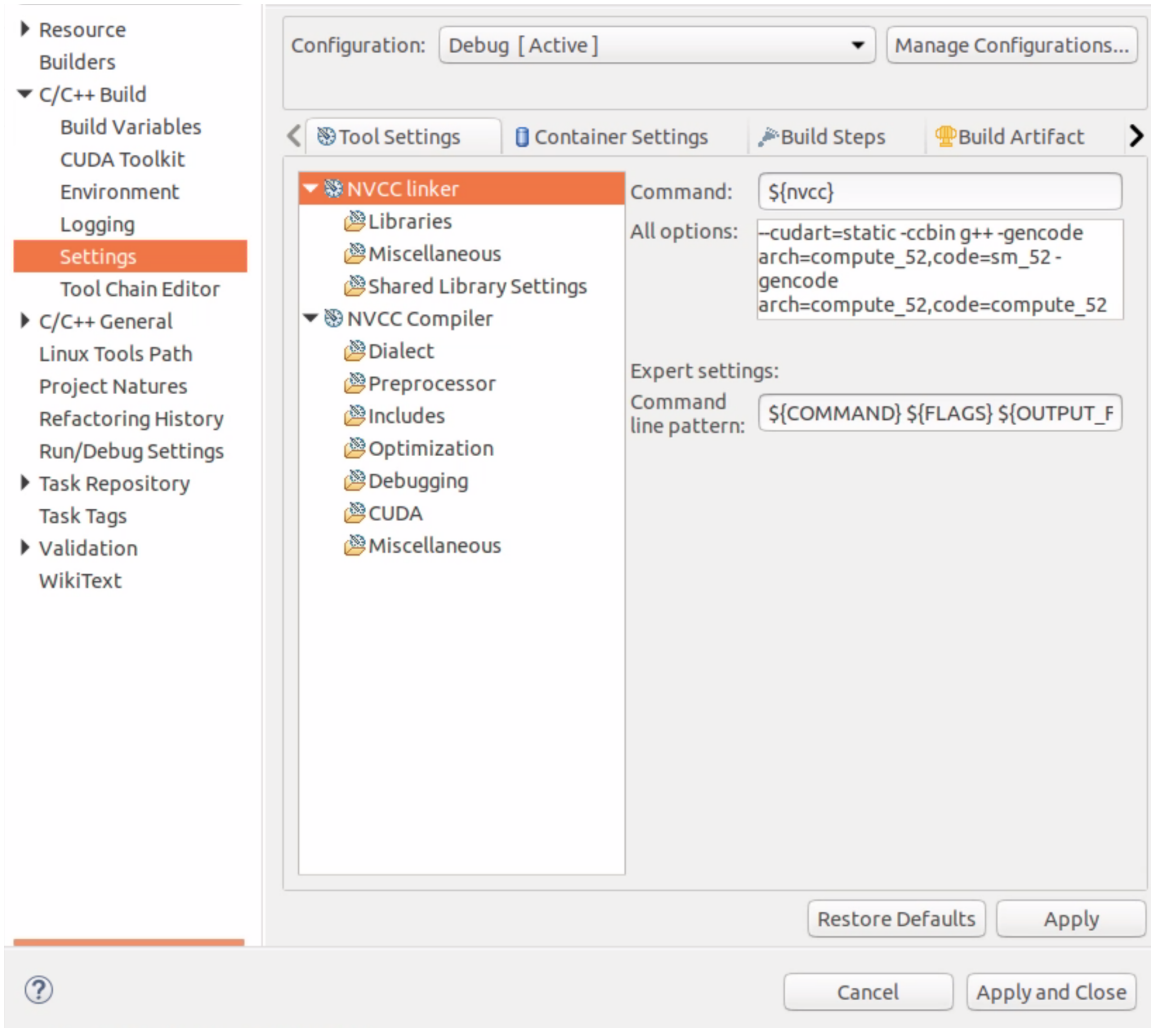 Resource
Builders
C/C++ Build
Build Variables
CUDA Toolkit
Environment
Logging
Settings
Tool Chain Editor
C/C++ General
Linux Tools Path
Project Natures
Refactoring History
Run/Debug Settings
Task Repository
Task Tags
Validation
WikiText
Configuration: Debug [ Active ] Manage Configurations...
Tool Settings Container Settings Build Steps Build Artifact
NVCC linker
Libraries
Miscellaneous
Shared Library Settings
NVCC Compiler
Dialect
Preprocessor
Includes
Optimization
Debugging
CUDA
Miscellaneous
Command: ${nvcc}
All options: --cudart=static -ccbin g++ -gencode
arch=compute_52,code=sm_52 -
gencode
arch=compute_52,code=compute_52
Expert settings:
Command
line pattern: ${COMMAND} ${FLAGS} ${OUTPUT_F
Restore Defaults Apply
? Cancel Apply and Close